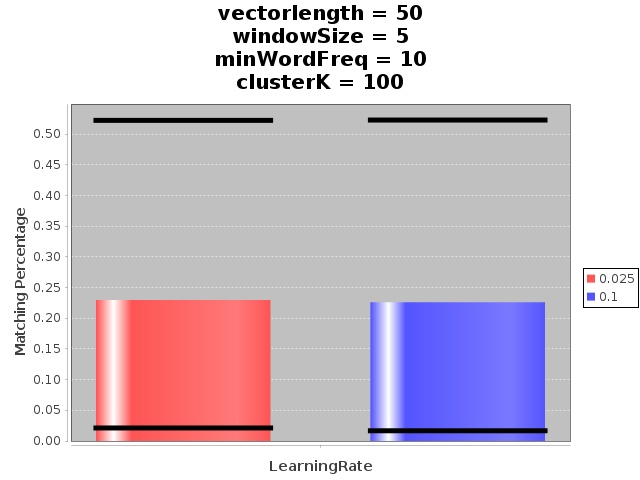 vectorlength = 50
windowSize = 5
minWordFreq = 10
clusterK = 100
0.50
0.45
0.40
0.35
0.30
0.25
0.20
0.15
0.10
0.05
0.00
Matching Percentage
LearningRate
0.025
0.1